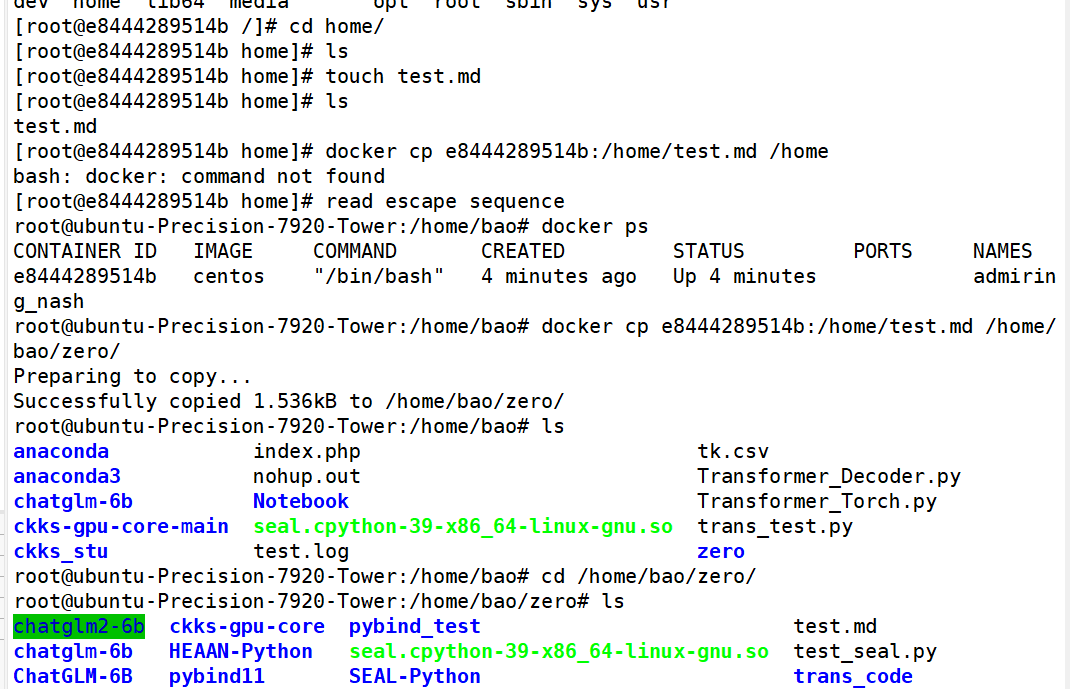 dev  home  lib64  media       opt  root  sbin  sys  usr
[root@e8444289514b /]# cd home/
[root@e8444289514b home]# ls
[root@e8444289514b home]# touch test.md
[root@e8444289514b home]# ls
test.md
[root@e8444289514b home]# docker cp e8444289514b:/home/test.md /home
bash: docker: command not found
[root@e8444289514b home]# read escape sequence
root@ubuntu-Precision-7920-Tower:/home/bao# docker ps
CONTAINER ID   IMAGE     COMMAND       CREATED         STATUS         PORTS     NAMES
e8444289514b   centos    "/bin/bash"   4 minutes ago   Up 4 minutes             admirin
g_nash
root@ubuntu-Precision-7920-Tower:/home/bao# docker cp e8444289514b:/home/test.md /home/
bao/zero/
Preparing to copy...
Successfully copied 1.536kB to /home/bao/zero/
root@ubuntu-Precision-7920-Tower:/home/bao# ls
anaconda            index.php                            tk.csv
anaconda3           nohup.out                            Transformer_Decoder.py
chatglm-6b          Notebook                             Transformer_Torch.py
ckks-gpu-core-main  seal.cpython-39-x86_64-linux-gnu.so  trans_test.py
ckks_stu            test.log                             zero
root@ubuntu-Precision-7920-Tower:/home/bao# cd /home/bao/zero/
root@ubuntu-Precision-7920-Tower:/home/bao/zero# ls
chatglm2-6b  ckks-gpu-core  pybind_test                          test.md
chatglm-6b   HEAAN-Python   seal.cpython-39-x86_64-linux-gnu.so  test_seal.py
ChatGLM-6B   pybind11       SEAL-Python                          trans_code